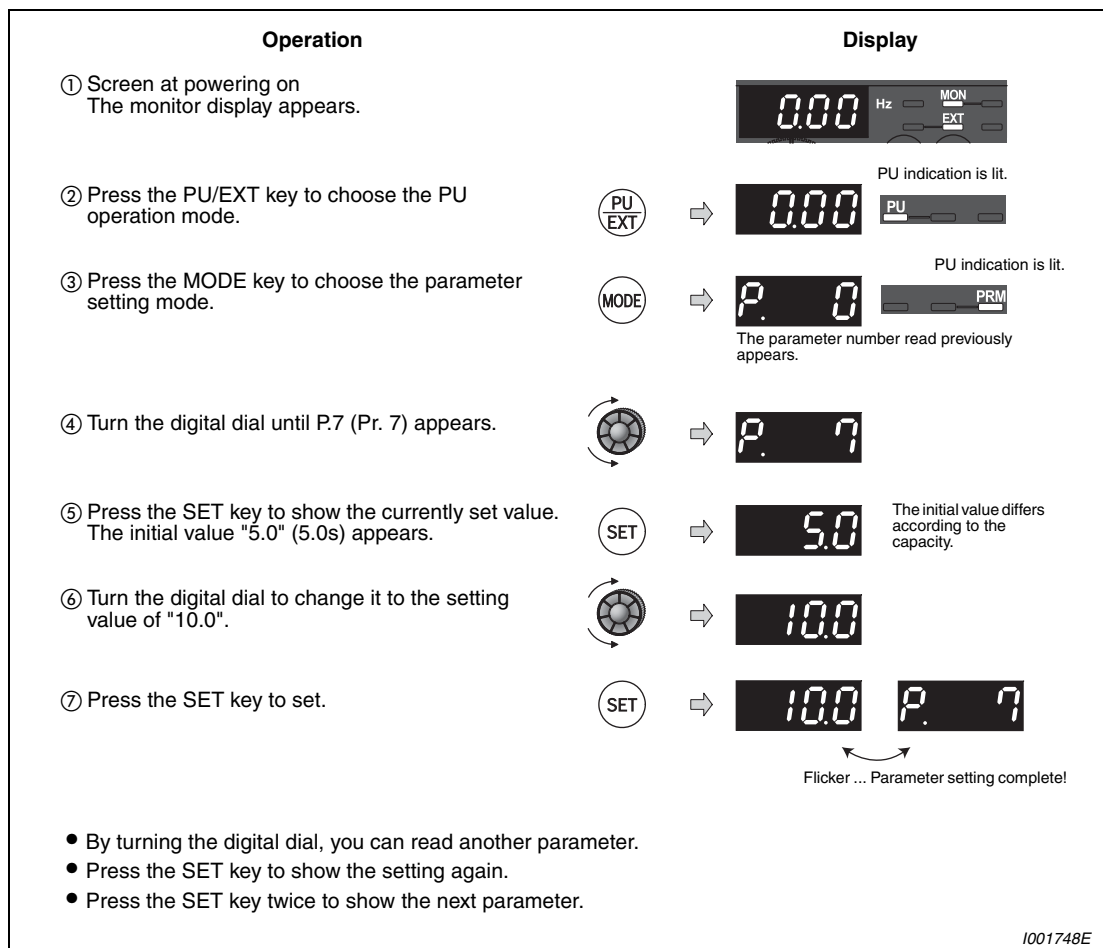 Operation
Display
① Screen at powering on
The monitor display appears.
0.00 Hz MON
EXT
② Press the PU/EXT key to choose the PU
operation mode.
PU
EXT
0.00
PU indication is lit.
PU
③ Press the MODE key to choose the parameter
setting mode.
MODE
P. 0
PU indication is lit.
PRM
The parameter number read previously
appears.
④ Turn the digital dial until P.7 (Pr. 7) appears.
P. 7
⑤ Press the SET key to show the currently set value.
The initial value "5.0" (5.0s) appears.
SET
5.0
The initial value differs
according to the
capacity.
⑥ Turn the digital dial to change it to the setting
value of "10.0".
10.0
⑦ Press the SET key to set.
SET
10.0
P. 7
Flicker ... Parameter setting complete!
● By turning the digital dial, you can read another parameter.
● Press the SET key to show the setting again.
● Press the SET key twice to show the next parameter.
I001748E